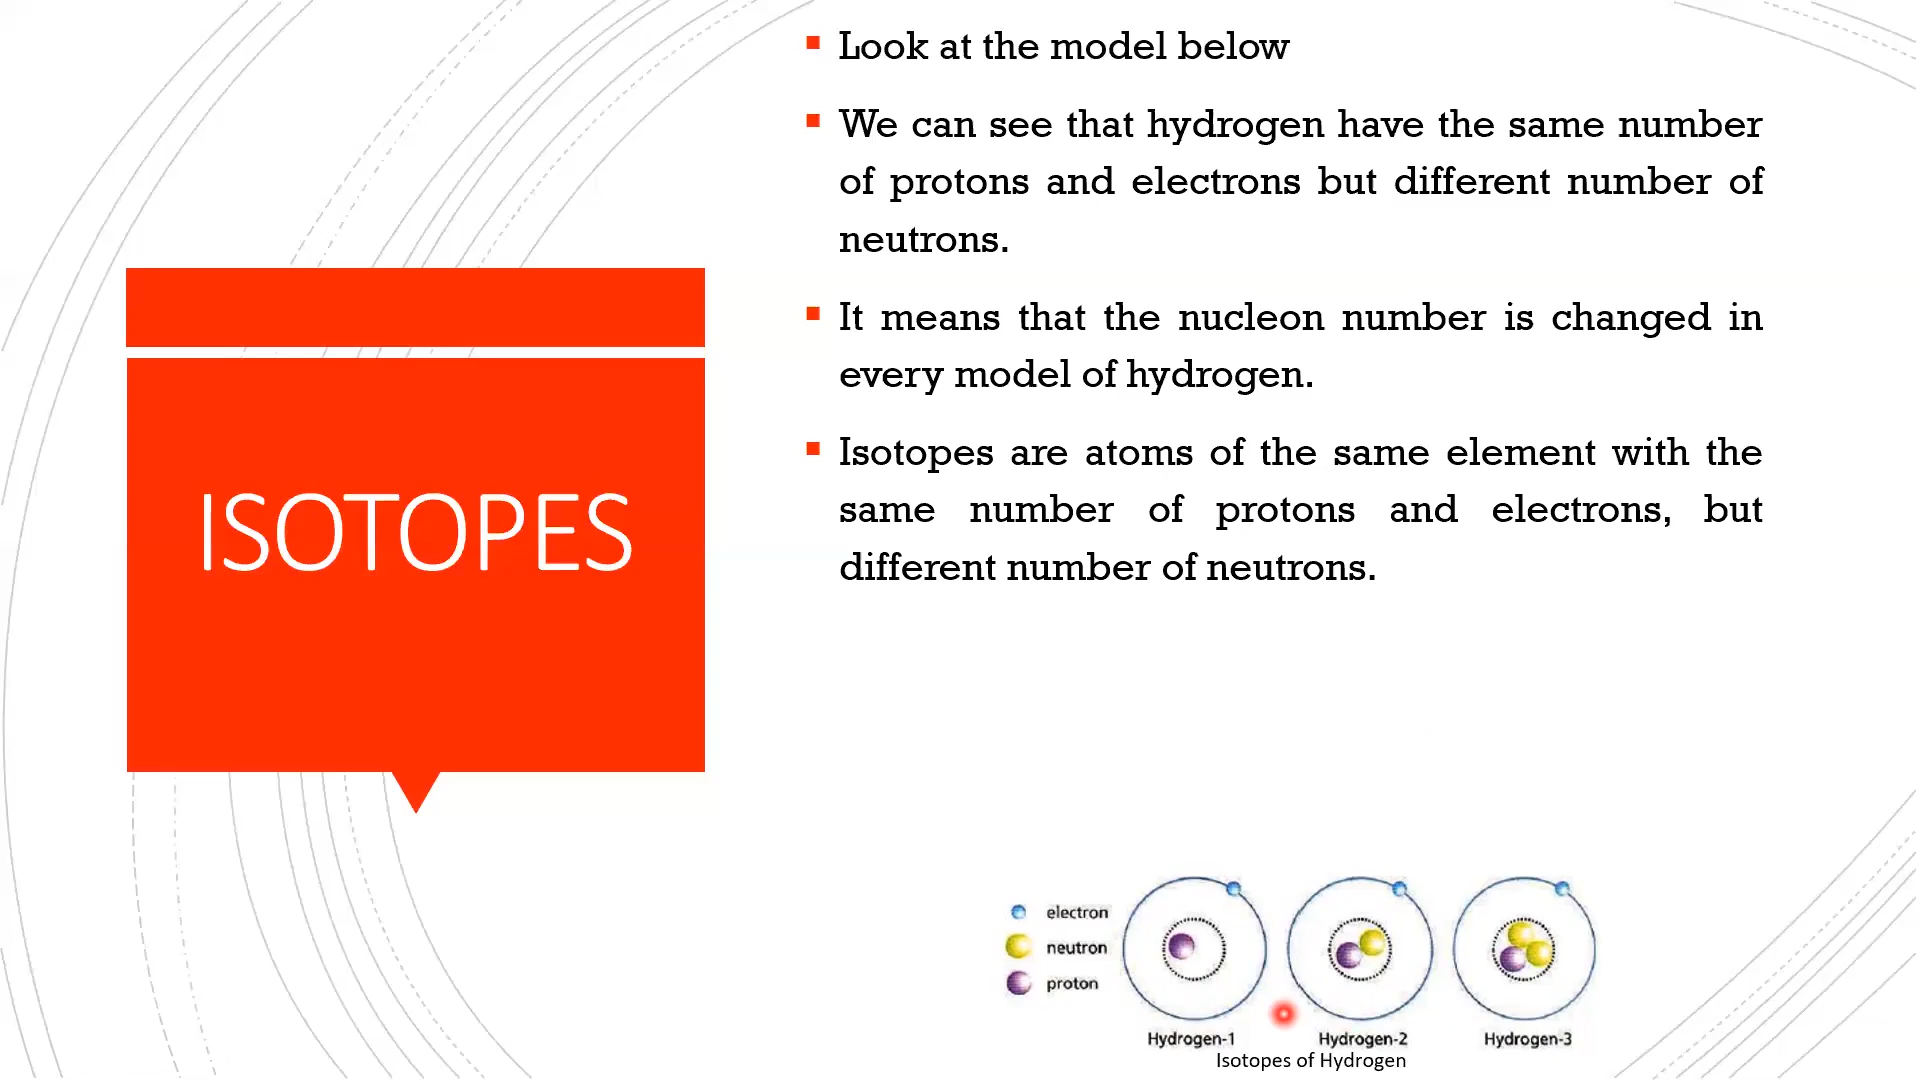 ISOTOPES
Look at the model below
We can see that hydrogen have the same number
of protons and electrons but different number of
neutrons.
It means that the nucleon number is changed in
every model of hydrogen.
Isotopes are atoms of the same element with the
same number of protons and electrons, but
different number of neutrons.
electron
neutron
proton
Hydrogen-1
Hydrogen-2
Hydrogen-3
Isotopes of Hydrogen